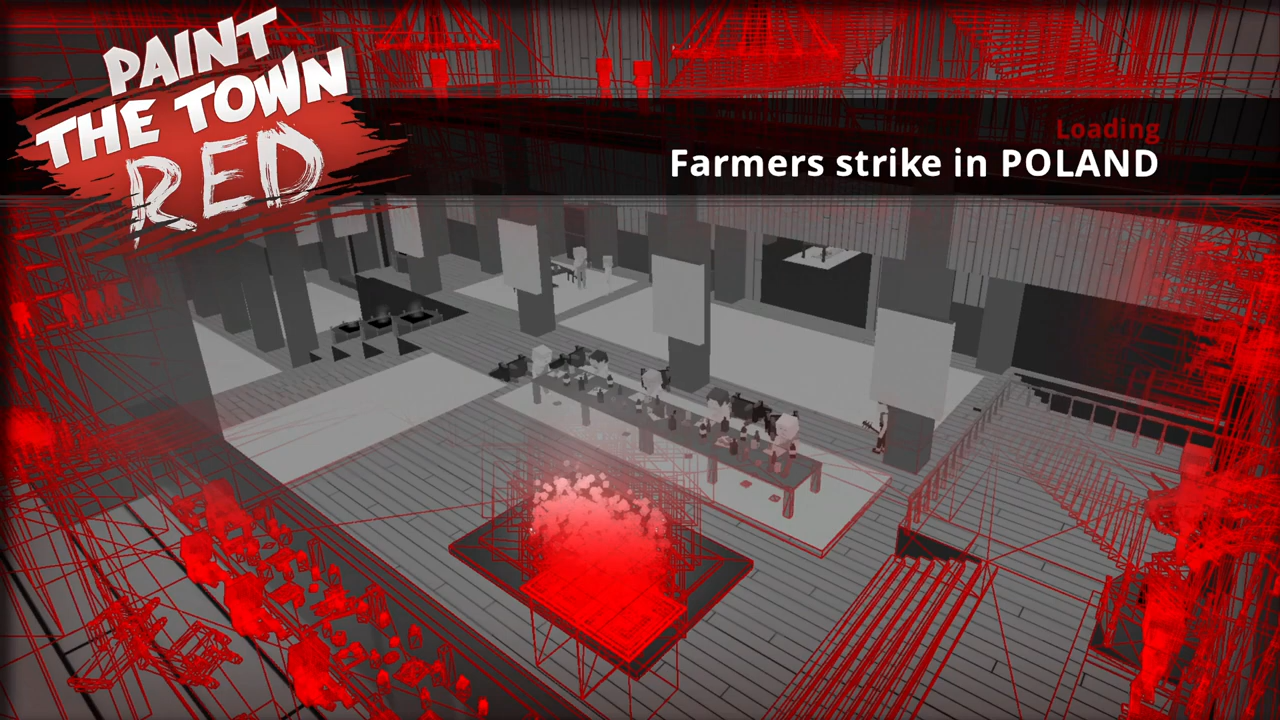 PAINT
THE TOWN
RED
Loading
Farmers strike in POLAND